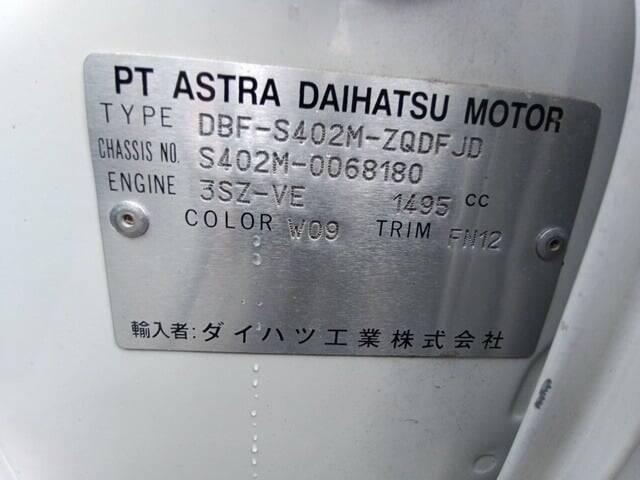 PT ASTRA DAIHATSU MOTOR
TYPE DBF-S402M-ZQDFJD
CHASSIS NO. S402M-0068180
ENGINE 3SZ-VE 1495 CC
COLOR W09 TRIM FN12
輸入者:ダイハツ工業株式会社